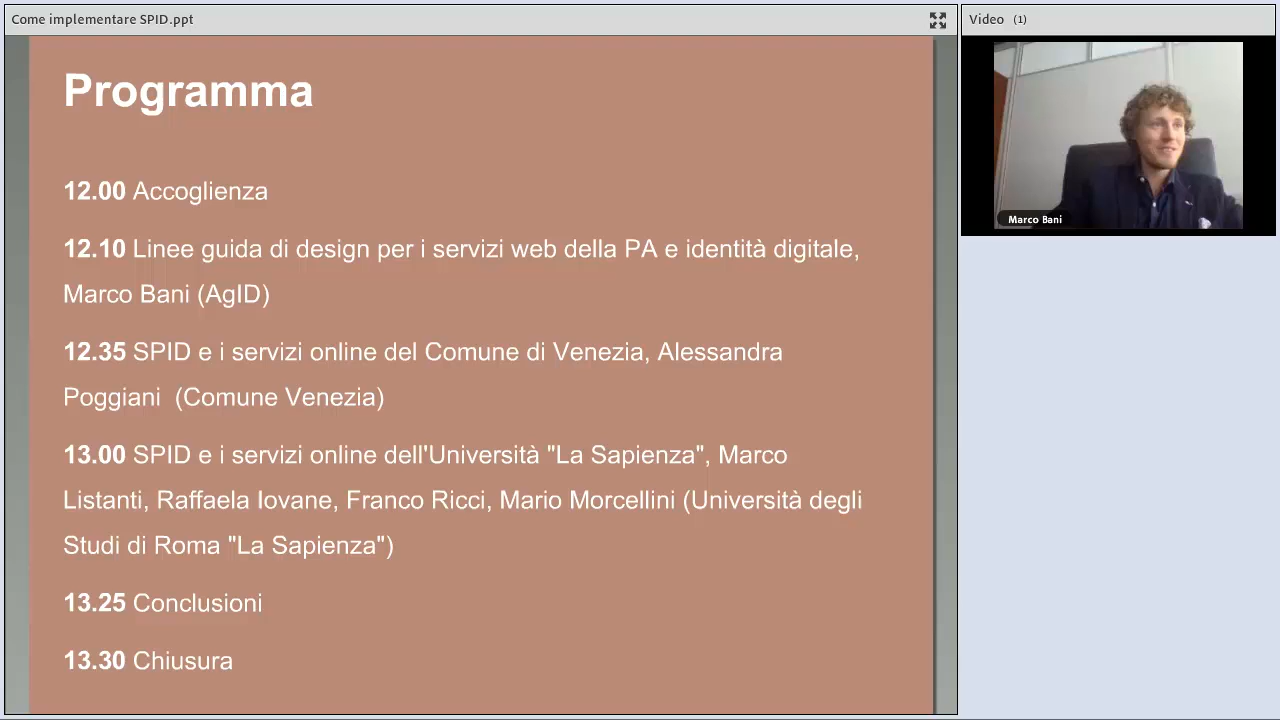 Come implementare SPID.ppt
Video (1)
Programma
12.00 Accoglienza
12.10 Linee guida di design per i servizi web della PA e identità digitale,
Marco Bani (AgID)
12.35 SPID e i servizi online del Comune di Venezia, Alessandra
Poggiani (Comune Venezia)
13.00 SPID e i servizi online dell'Università "La Sapienza", Marco
Listanti, Raffaela Iovane, Franco Ricci, Mario Morcellini (Università degli
Studi di Roma "La Sapienza")
13.25 Conclusioni
13.30 Chiusura
Marco Bani